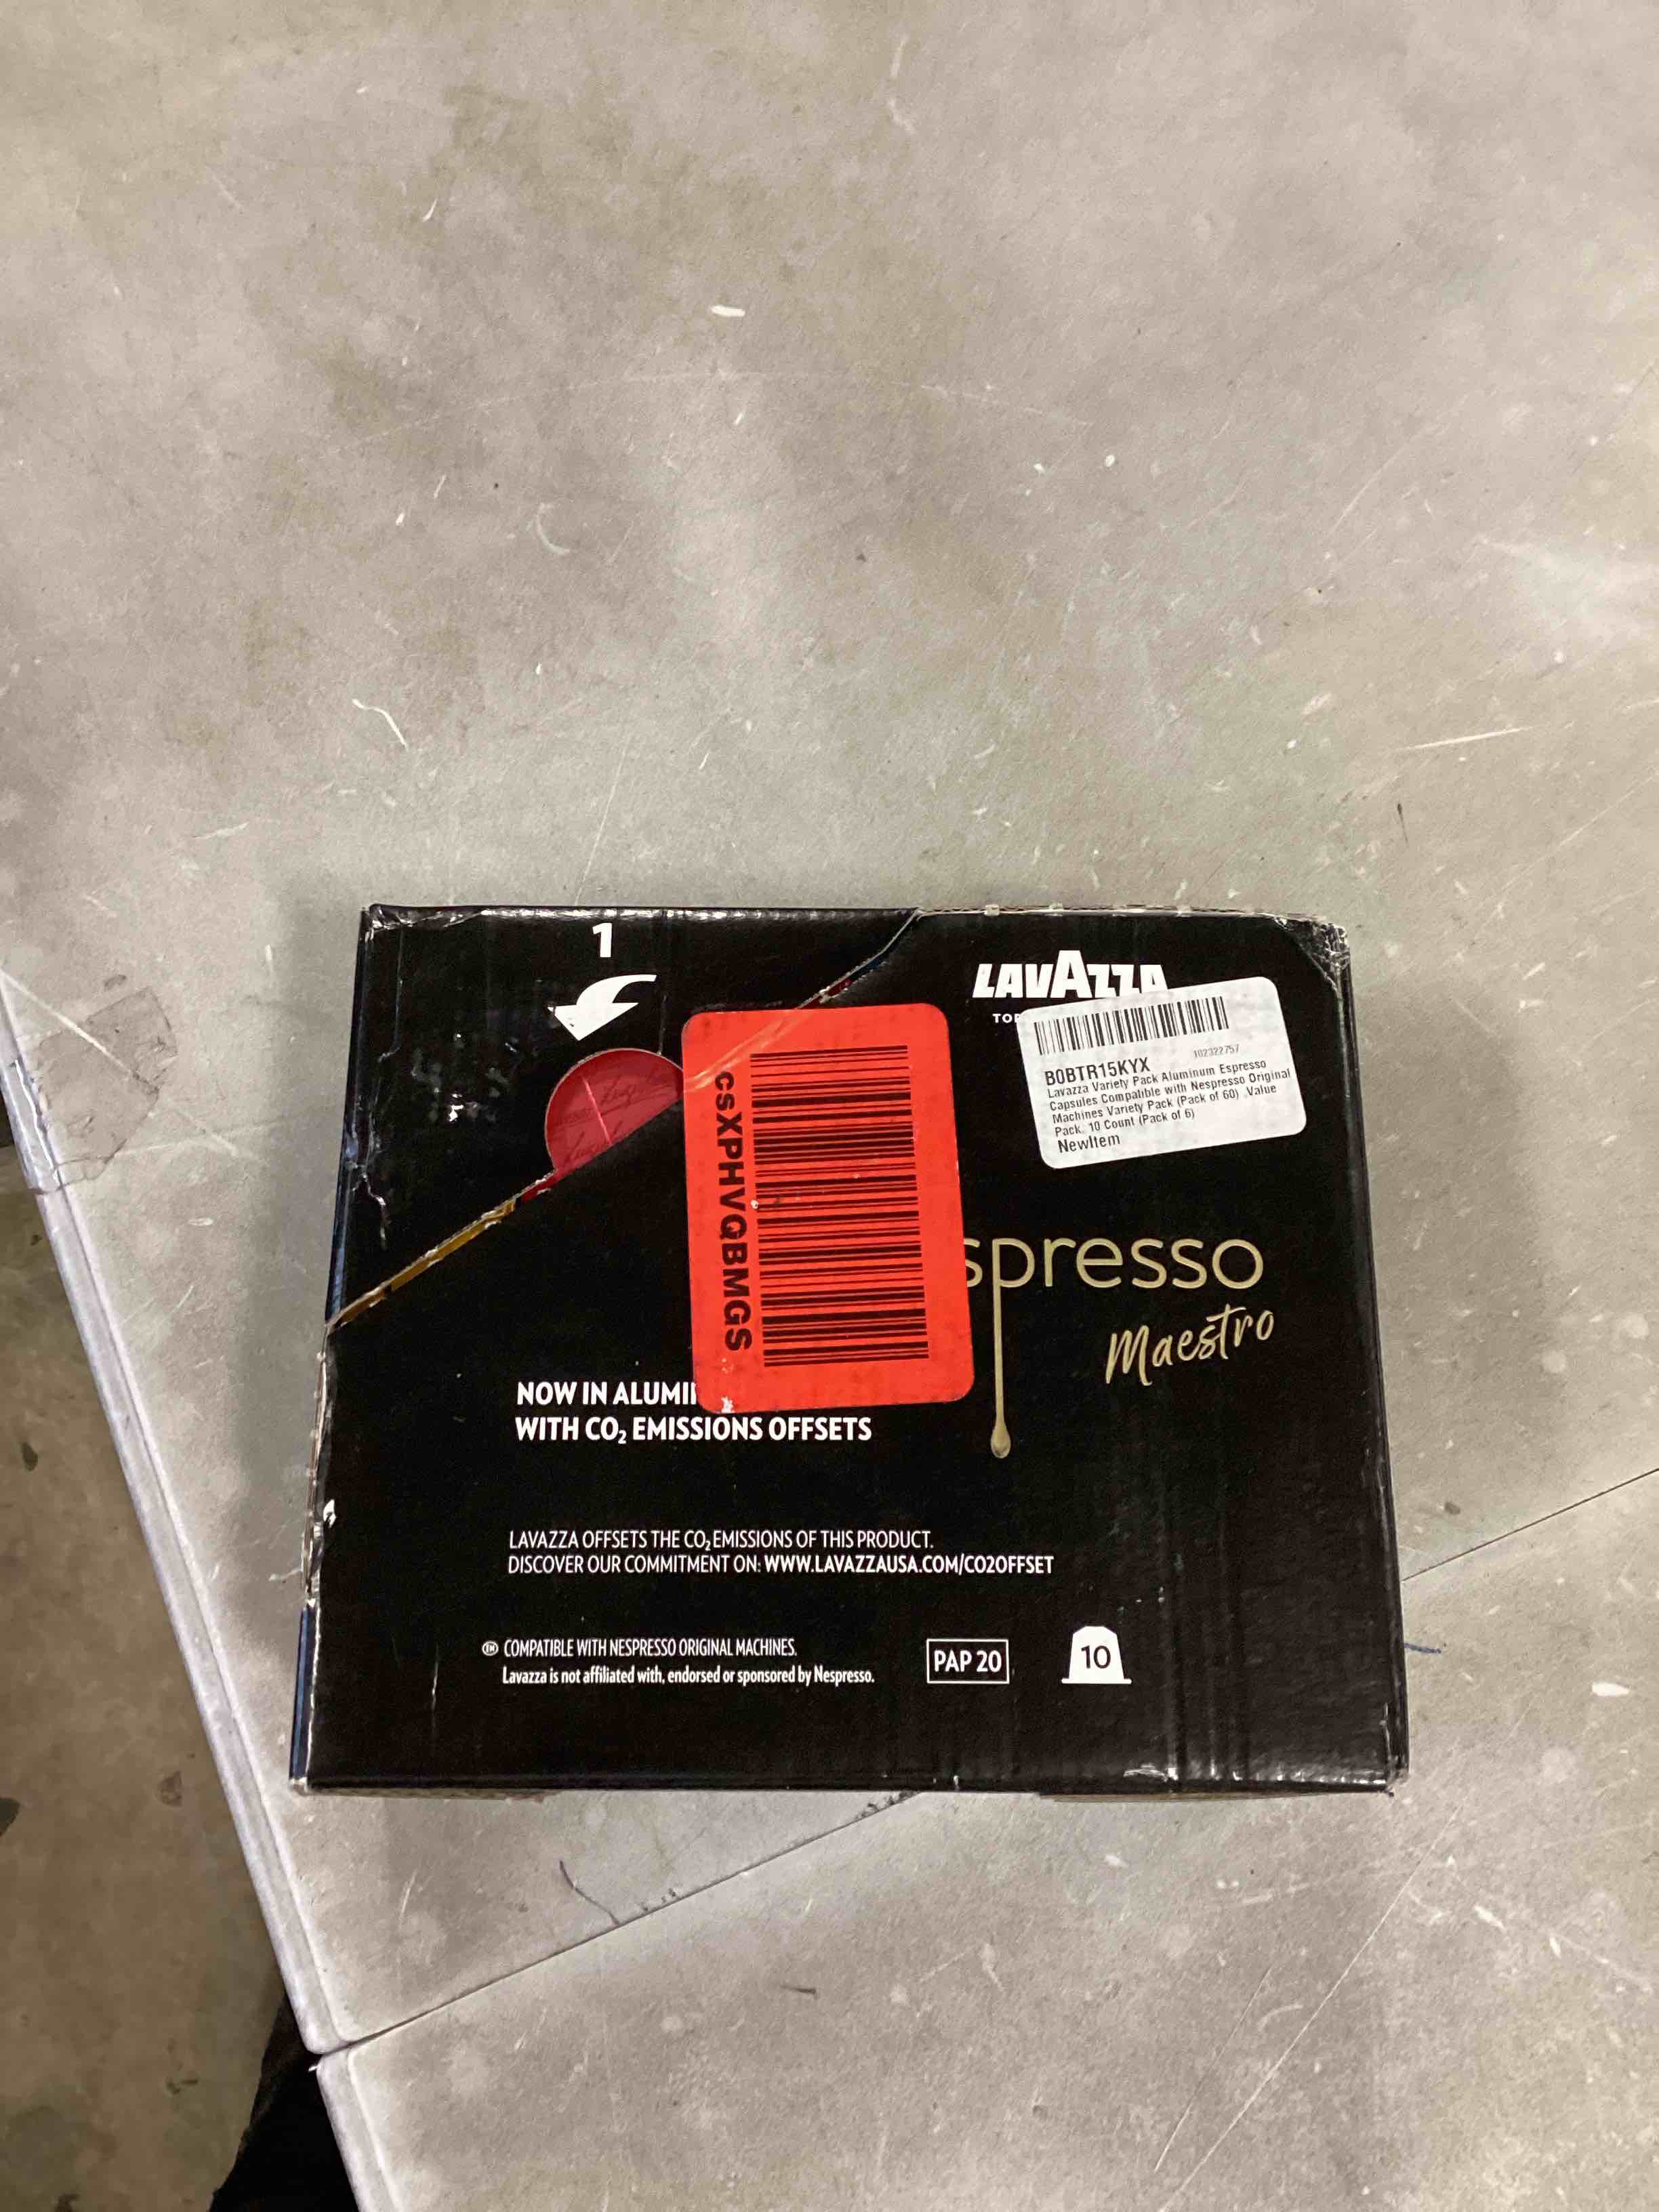 1
LAVAZZA
102322757
B0BTR15KYX
Lavazza Variety Pack Aluminum Espresso
Capsules Compatible with Nespresso Original
Machines Variety Pack (Pack of 60) .Value
Pack. 10 Count (Pack of 6)
NewItem
csXPHVQBMGS
spresso
Maestro
NOW IN ALUMI
WITH CO₂ EMISSIONS OFFSETS
LAVAZZA OFFSETS THE CO₂ EMISSIONS OF THIS PRODUCT.
DISCOVER OUR COMMITMENT ON: WWW.LAVAZZAUSA.COM/CO2OFFSET
COMPATIBLE WITH NESPRESSO ORIGINAL MACHINES.
Lavazza is not affiliated with, endorsed or sponsored by Nespresso.
PAP 20
10